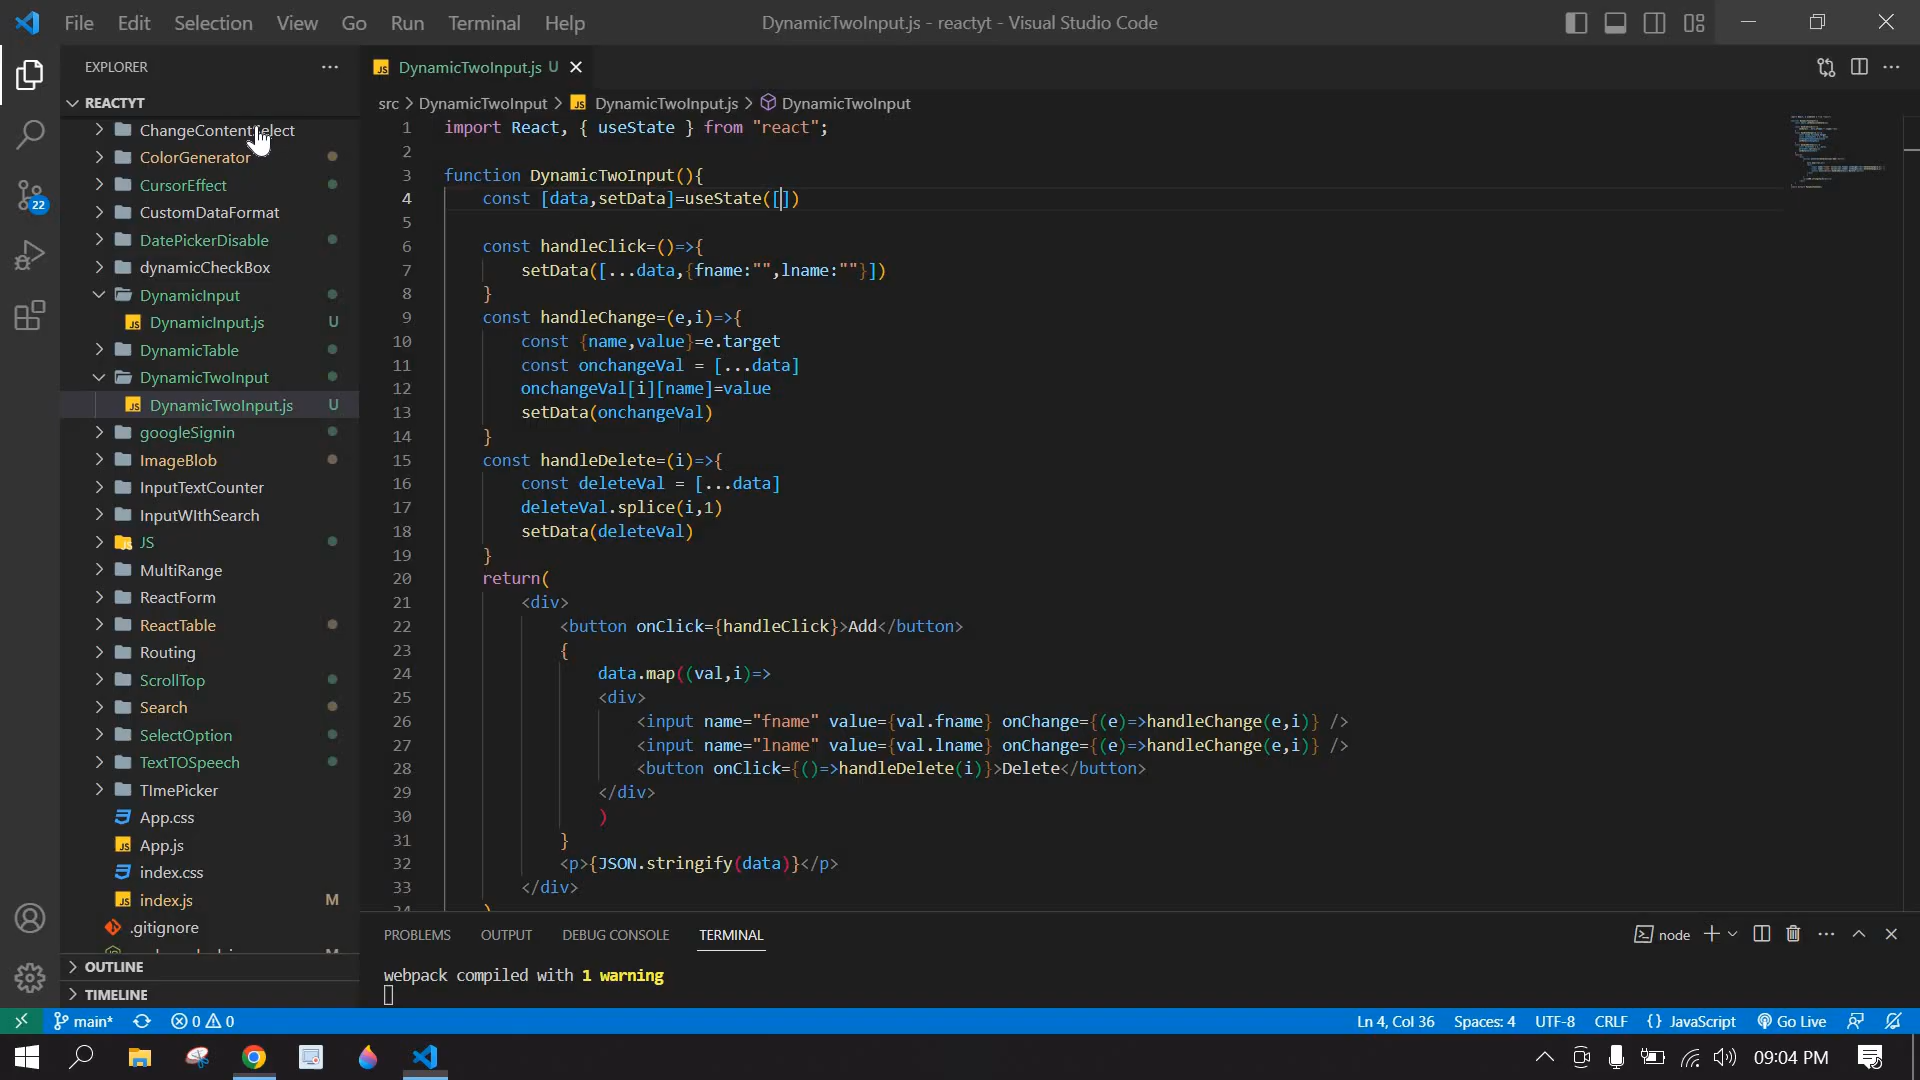 File Edit Selection View Go Run Terminal Help DynamicTwoInput.js - reactyt - Visual Studio Code
EXPLORER
REACTYT
ChangeContentSelect
ColorGenerator
CursorEffect
CustomDataFormat
DatePickerDisable
dynamicCheckBox
DynamicInput
DynamicInput.js U
DynamicTable
DynamicTwoInput
DynamicTwoInput.js U
googleSignin
ImageBlob
InputTextCounter
InputWIthSearch
JS
MultiRange
ReactForm
ReactTable
Routing
ScrollTop
Search
SelectOption
TextTOSpeech
TImePicker
App.css
App.js
index.css
index.js M
.gitignore
OUTLINE
TIMELINE
22
DynamicTwoInput.js U
src > DynamicTwoInput > DynamicTwoInput.js > DynamicTwoInput
1 import React, { useState } from "react";
2
3 function DynamicTwoInput(){
4 const [data,setData]=useState([])
5
6 const handleClick=()=>{
7 setData([...data,{fname:"",lname:""}])
8 }
9 const handleChange=(e,i)=>{
10 const {name,value}=e.target
11 const onchangeVal = [...data]
12 onchangeVal[i][name]=value
13 setData(onchangeVal)
14 }
15 const handleDelete=(i)=>{
16 const deleteVal = [...data]
17 deleteVal.splice(i,1)
18 setData(deleteVal)
19 }
20 return(
21 <div>
22 <button onClick={handleClick}>Add</button>
23 {
24 data.map((val,i)=>
25 <div>
26 <input name="fname" value={val.fname} onChange={(e)=>handleChange(e,i)} />
27 <input name="lname" value={val.lname} onChange={(e)=>handleChange(e,i)} />
28 <button onClick={()=>handleDelete(i)}>Delete</button>
29 </div>
30 )
31 }
32 <p>{JSON.stringify(data)}</p>
33 </div>
PROBLEMS OUTPUT DEBUG CONSOLE TERMINAL node
webpack compiled with 1 warning
main* 0 0 Ln 4, Col 36 Spaces: 4 UTF-8 CRLF {} JavaScript Go Live
09:04 PM